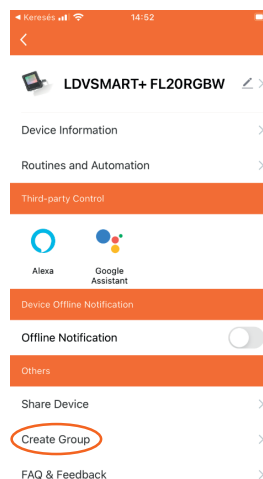 Keresés 14:52
LDVSMART+ FL20RGBW
Device Information
Routines and Automation
Third-party Control
Alexa
Google
Assistant
Device Offline Notification
Offline Notification
Others
Share Device
Create Group
FAQ & Feedback